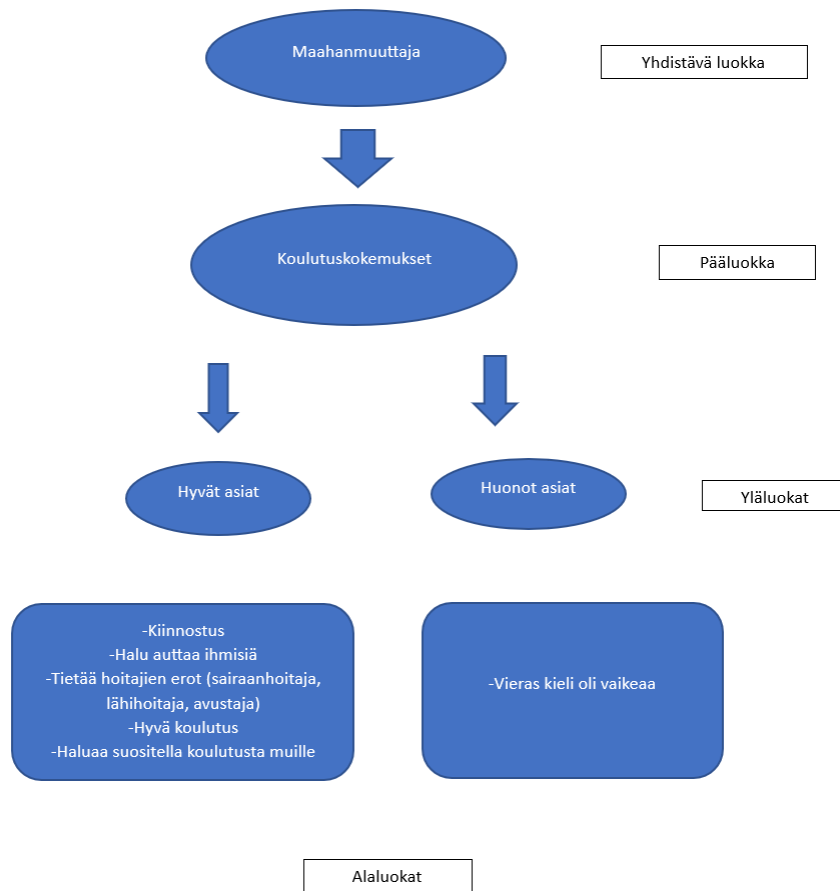 Maahanmuuttaja
Yhdistävä luokka
Koulutuskokemukset
Pääluokka
Hyvät asiat
Huonot asiat
Yläluokat
-Kiinnostus
-Halu auttaa ihmisiä
-Tietää hoitajien erot (sairaanhoitaja,
lähihoitaja, avustaja)
-Hyvä koulutus
-Haluaa suositella koulutusta muille
-Vieras kieli oli vaikeaa
Alaluokat